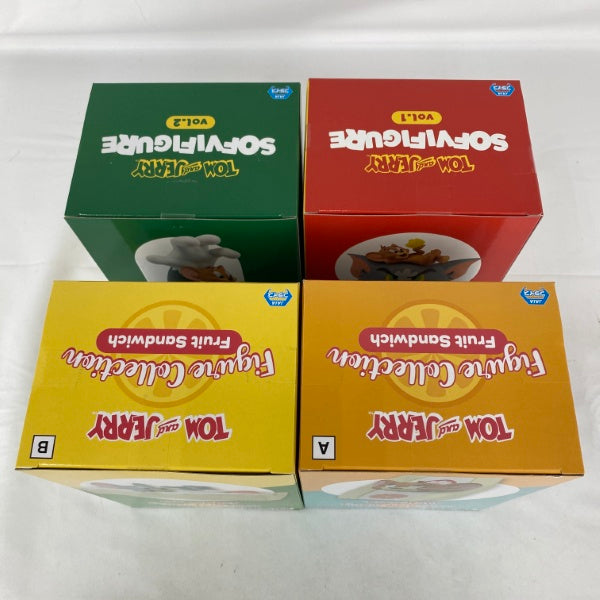 TOM and JERRY
SOFVIFIGURE
vol.2
TOM and JERRY
SOFVIFIGURE
vol.1
TOM and JERRY
Figure Collection
Fruit Sandwich
B
TOM and JERRY
Figure Collection
Fruit Sandwich
A